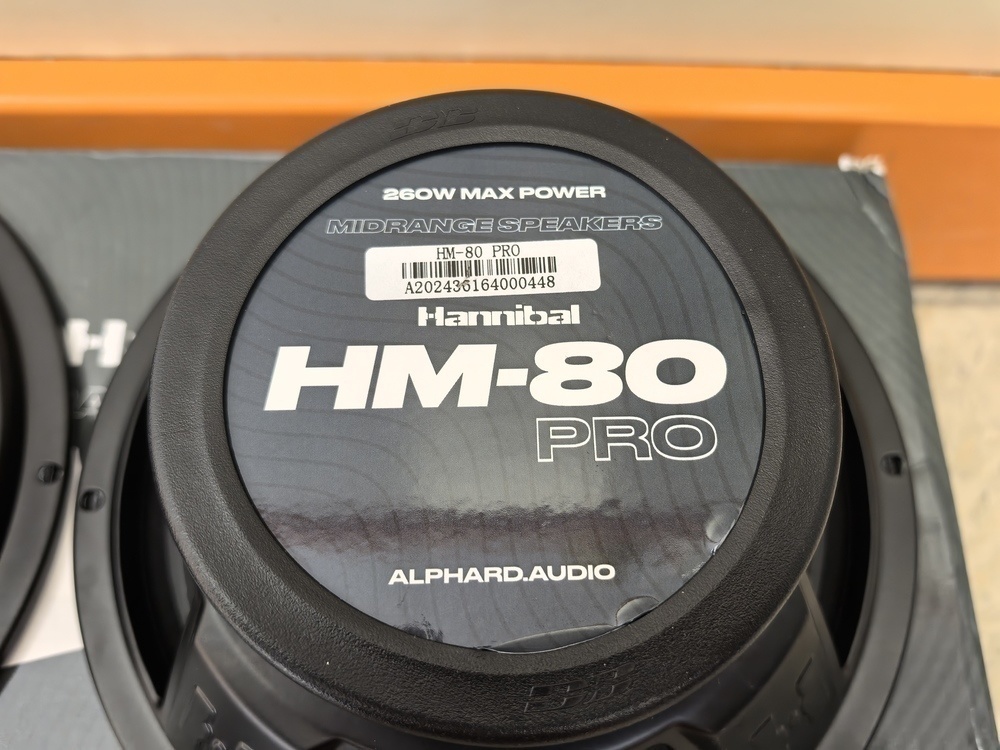 260W MAX POWER
MIDRANGE SPEAKERS
HM-80 PRO
A202436164000448
Hannibal
HM-80
PRO
ALPHARD.AUDIO
H